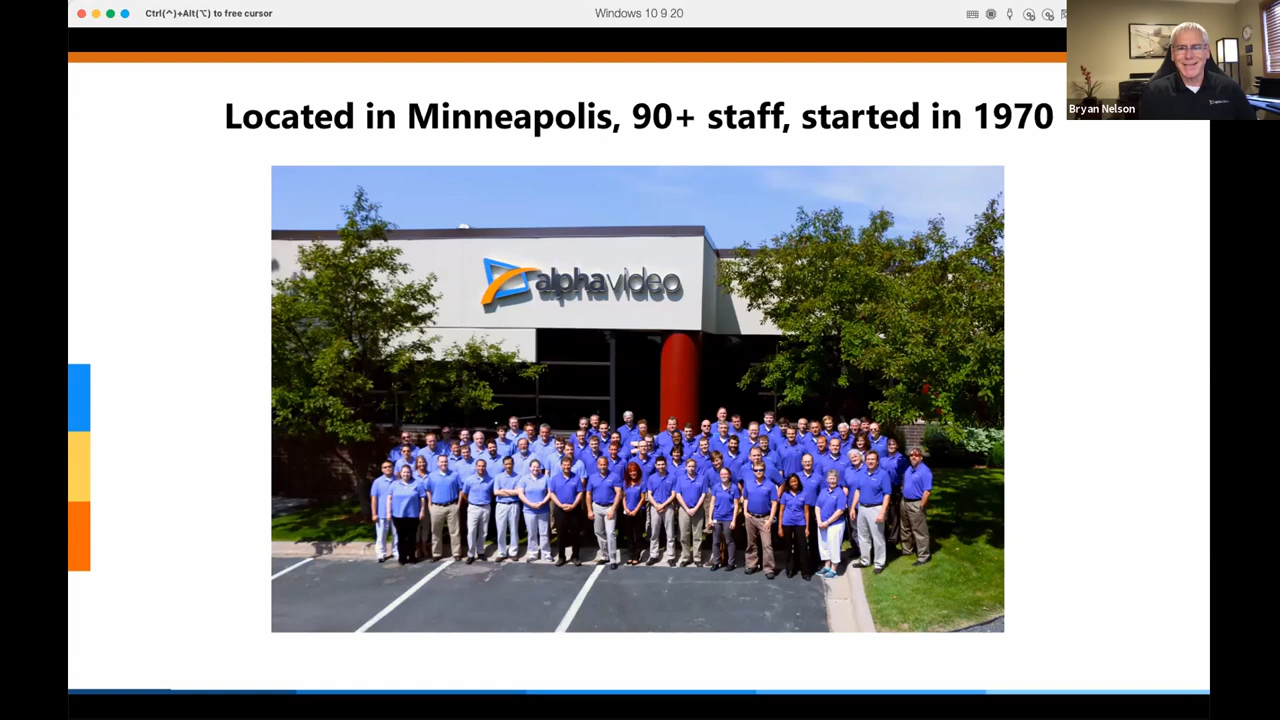 Ctrl(^)+Alt(⌥) to free cursor
Windows 10 9 20
Bryan Nelson
Located in Minneapolis, 90+ staff, started in 1970
alphavideo